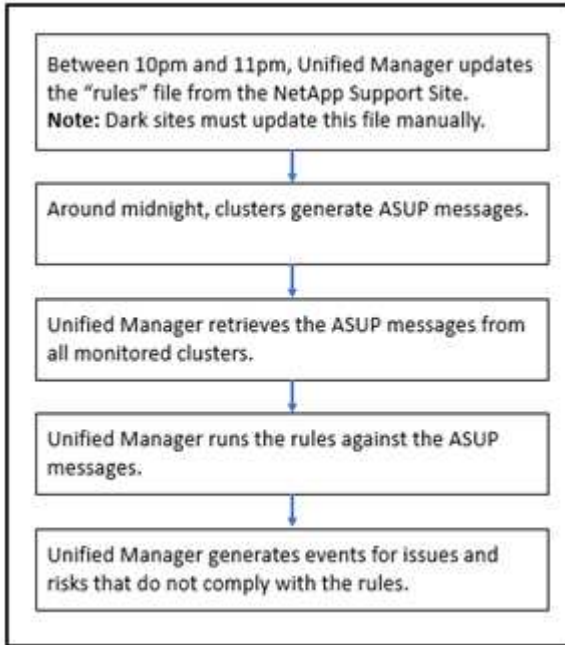 Between 10pm and 11pm, Unified Manager updates
the “rules” file from the NetApp Support Site.
Note: Dark sites must update this file manually.
Around midnight, clusters generate ASUP messages.
Unified Manager retrieves the ASUP messages from
all monitored clusters.
Unified Manager runs the rules against the ASUP
messages.
Unified Manager generates events for issues and
risks that do not comply with the rules.